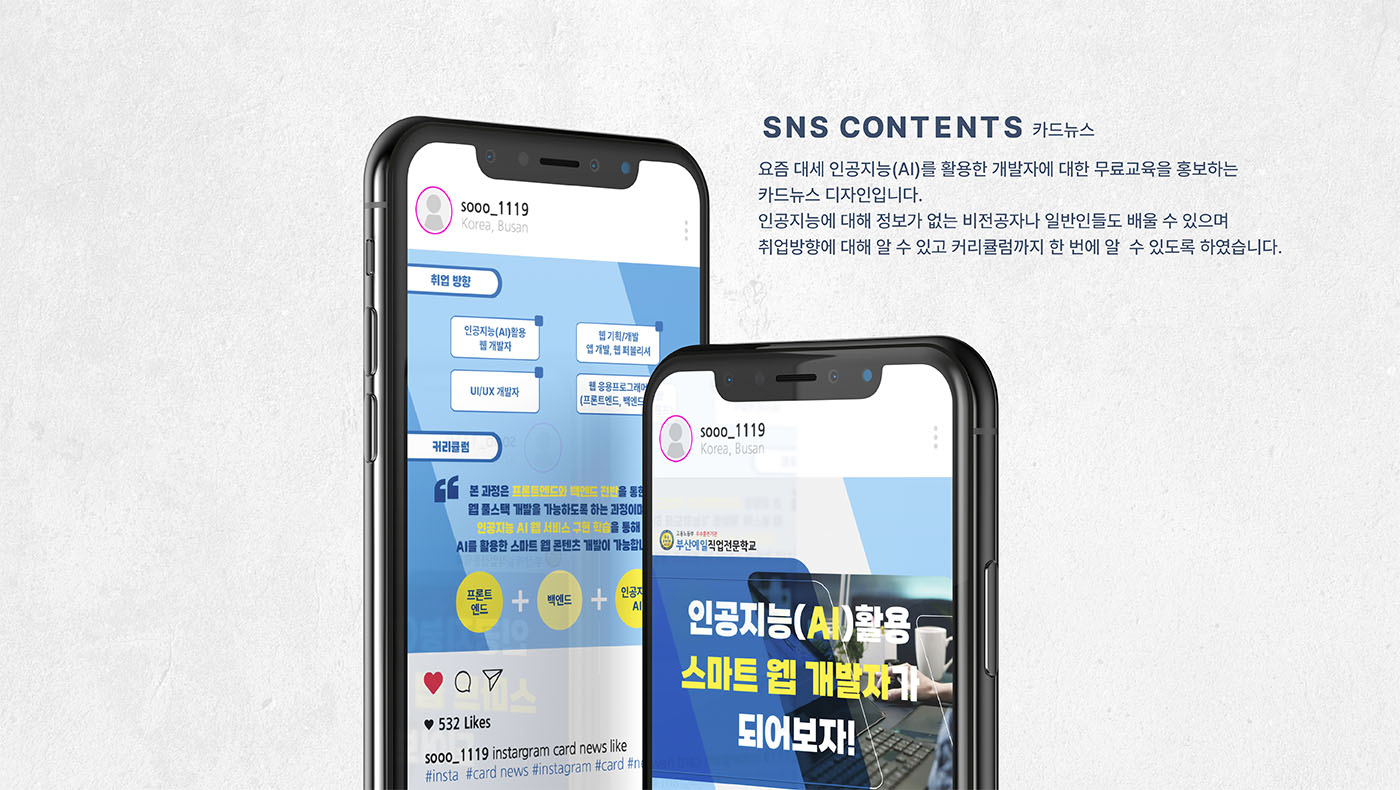 SNS CONTENTS 카드뉴스
요즘 대세 인공지능(AI)를 활용한 개발자에 대한 무료교육을 홍보하는
카드뉴스 디자인입니다.
인공지능에 대해 정보가 없는 비전공자나 일반인들도 배울 수 있으며
취업방향에 대해 알 수 있고 커리큘럼까지 한 번에 알 수 있도록 하였습니다.
sooo_1119
Korea, Busan
취업 방향
인공지능(AI)활용
웹 개발자
웹 기획/개발
앱 개발, 웹 퍼블리셔
UI/UX 개발자
웹 응용프로그래머
(프론트엔드, 백엔드
커리큘럼
본 과정은 프론트엔드와 백엔드 전반을 통한
웹 풀스택 개발을 가능하도록 하는 과정이며
인공지능 AI 웹 서비스 구현 학습을 통해
AI를 활용한 스마트 웹 콘텐츠 개발이 가능합니
프론트
엔드
+
백엔드
+
인공지
AI
532 Likes
sooo_1119 instargram card news like
#insta #card news #instagram #card
sooo_1119
Korea, Busan
고용노동부 우수훈련기관
부산예일직업전문학교
인공지능(AI)활용
스마트 웹 개발자가
되어보자!